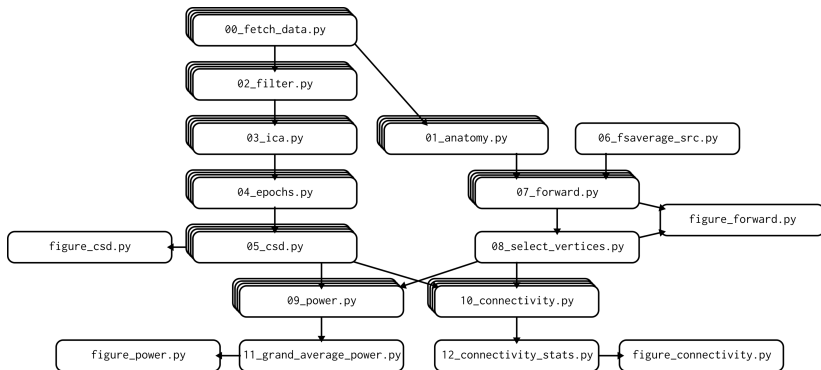 00_fetch_data.py
02_filter.py
03_ica.py
01_anatomy.py
06_fsaverage_src.py
04_epochs.py
07_forward.py
figure_forward.py
figure_csd.py
05_csd.py
08_select_vertices.py
09_power.py
10_connectivity.py
figure_power.py
11_grand_average_power.py
12_connectivity_stats.py
figure_connectivity.py